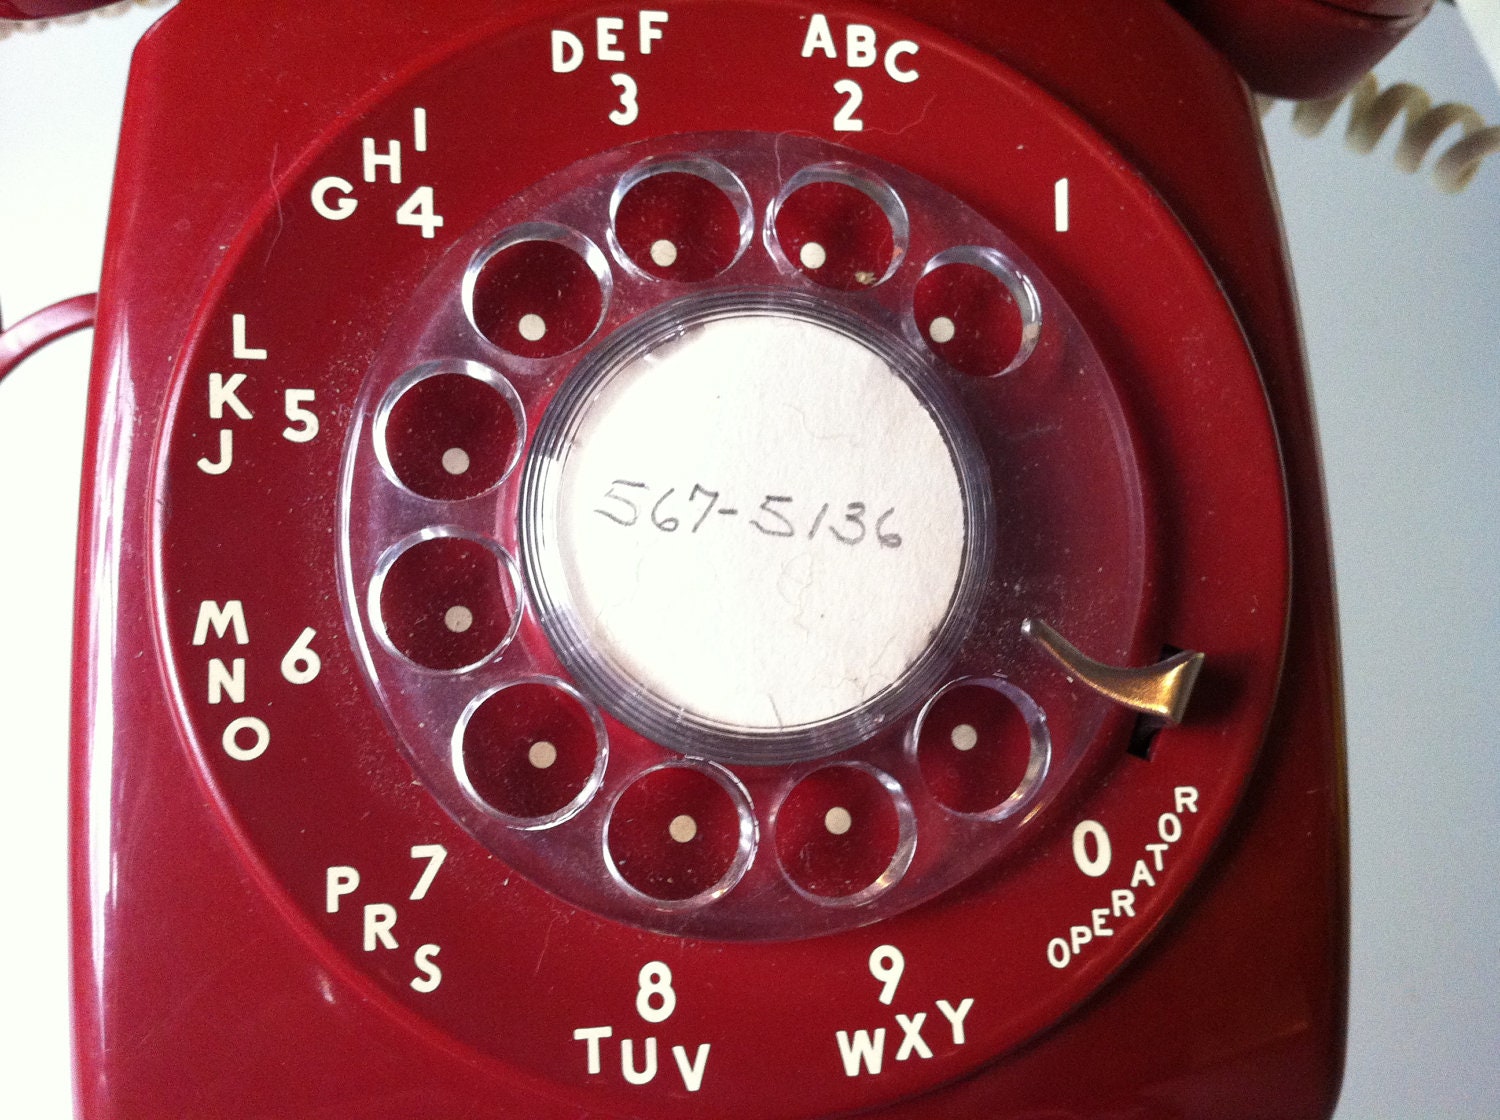 ABC
2
DEF
3
GHI
4
JKL
5
MNO
6
PRS
7
TUV
8
WXY
9
0
OPERATOR
1
567-5136